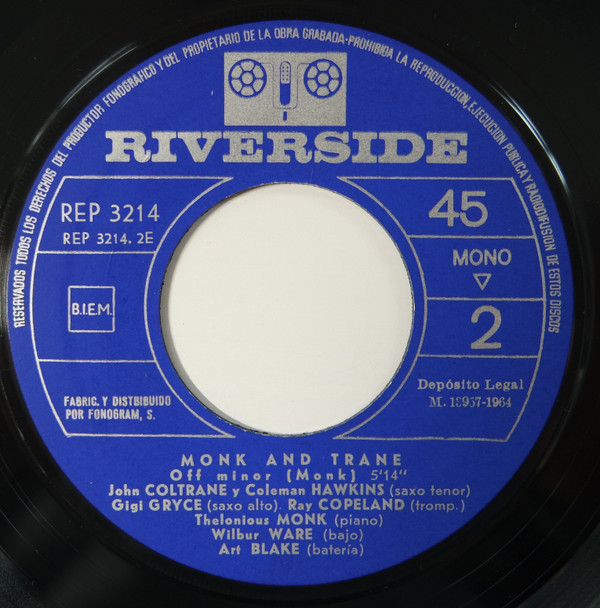 RESERVADOS TODOS LOS DERECHOS DEL PRODUCTOR FONOGRAFICO Y DEL PROPIETARIO DE LA OBRA GRABADA-PROHIBIDA LA REPRODUCCION, EJECUCION PUBLICA Y RADIODIFUSION DE ESTOS DISCOS
RIVERSIDE
REP 3214
REP 3214. 2E
45
MONO
B.I.E.M.
2
FABRIC. Y DISTBIBUIDO
POR FONOGRAM, S.
Depósito Legal
M. 18957-1964
MONK AND TRANE
Off minor (Monk) 5'14"
John COLTRANE y Coleman HAWKINS (saxo tenor)
Gigi GRYCE (saxo alto). Ray COPELAND (tromp.)
Thelonious MONK (piano)
Wilbur WARE (bajo)
Art BLAKE (batería)